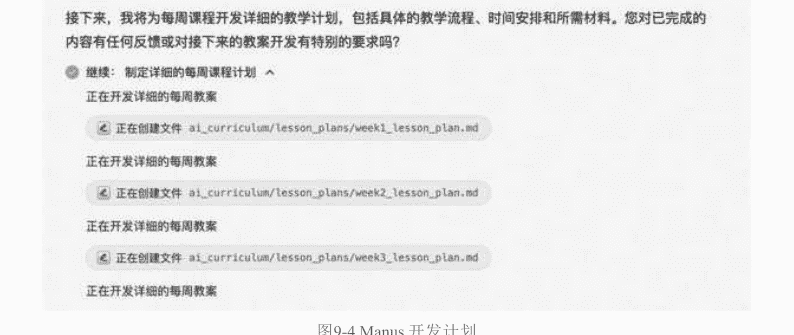 接下来，我将为每周课程开发详细的教学计划，包括具体的教学流程、时间安排和所需材料。您对已完成的
内容有任何反馈或对接下来的教案开发有特别的要求吗？
继续： 制定详细的每周课程计划
正在开发详细的每周教案
正在创建文件 ai_curriculum/lesson_plans/week1_lesson_plan.md
正在开发详细的每周教案
正在创建文件 ai_curriculum/lesson_plans/week2_lesson_plan.md
正在开发详细的每周教案
正在创建文件 ai_curriculum/lesson_plans/week3_lesson_plan.md
正在开发详细的每周教案
图9-4 Manus 开发计划